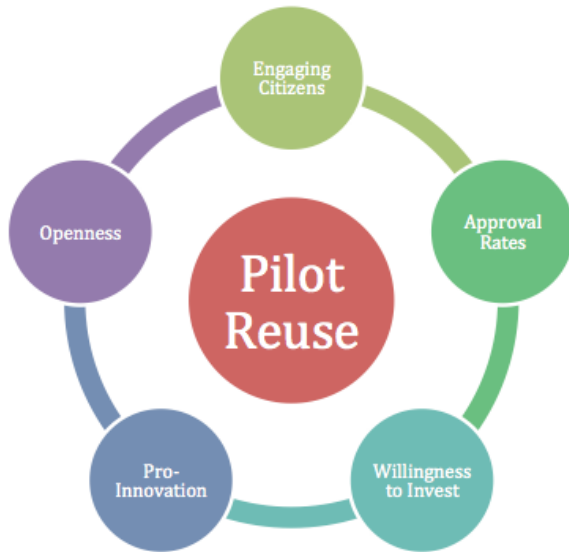 Engaging
Citizens
Approval
Rates
Openness
Pilot
Reuse
Pro-
Innovation
Willingness
to Invest